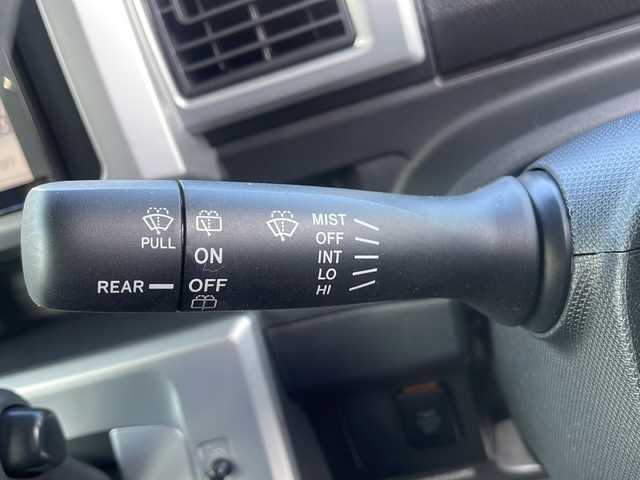 PULL
ON
REAR
OFF
MIST
OFF
INT
LO
HI